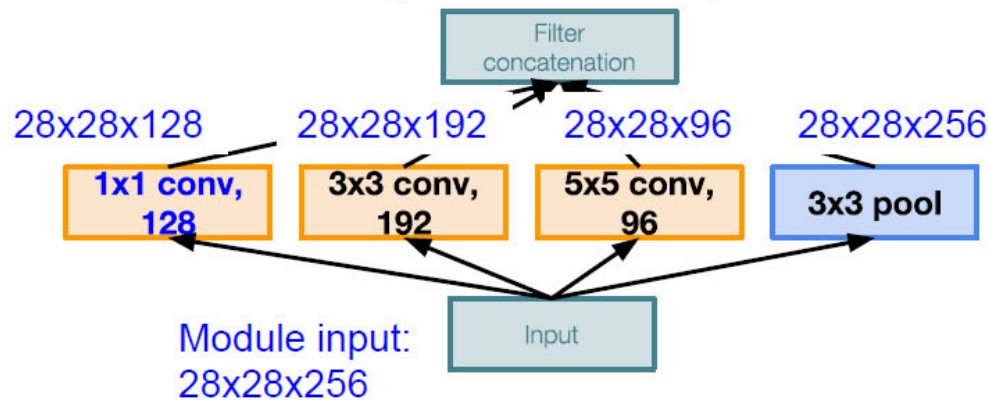 Filter
concatenation
28x28x128 28x28x192 28x28x96 28x28x256
1x1 conv, 128
3x3 conv, 192
5x5 conv, 96
3x3 pool
Input
Module input:
28x28x256